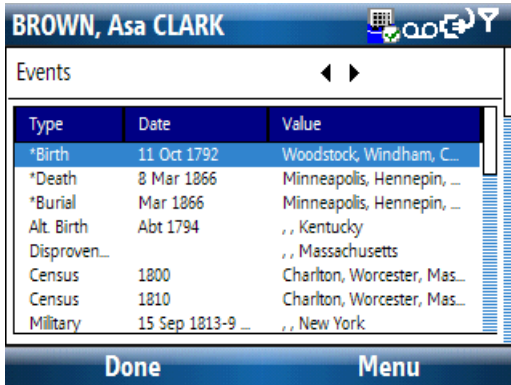 BROWN, Asa CLARK
Events
Type Date Value
*Birth 11 Oct 1792 Woodstock, Windham, C...
*Death 8 Mar 1866 Minneapolis, Hennepin, ...
*Burial Mar 1866 Minneapolis, Hennepin, ...
Alt. Birth Abt 1794 , , Kentucky
Disproven... , , Massachusetts
Census 1800 Charlton, Worcester, Mas...
Census 1810 Charlton, Worcester, Mas...
Military 15 Sep 1813-9 ... , , New York
Done Menu